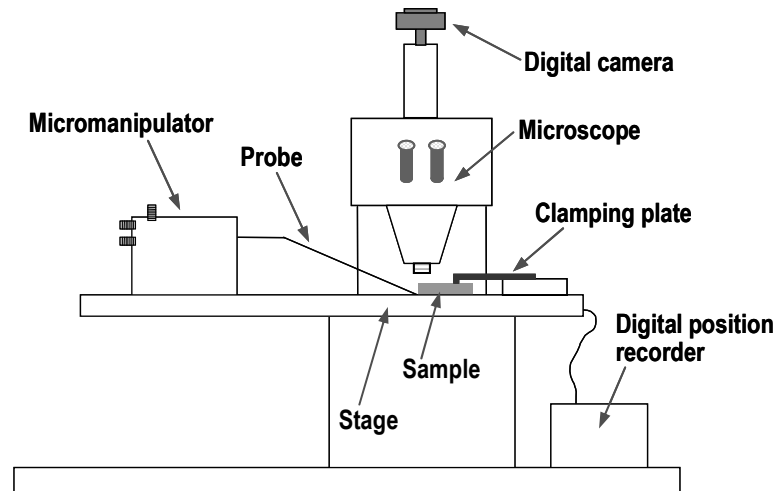 Digital camera
Micromanipulator
Microscope
Probe
Clamping plate
Digital position
recorder
Sample
Stage